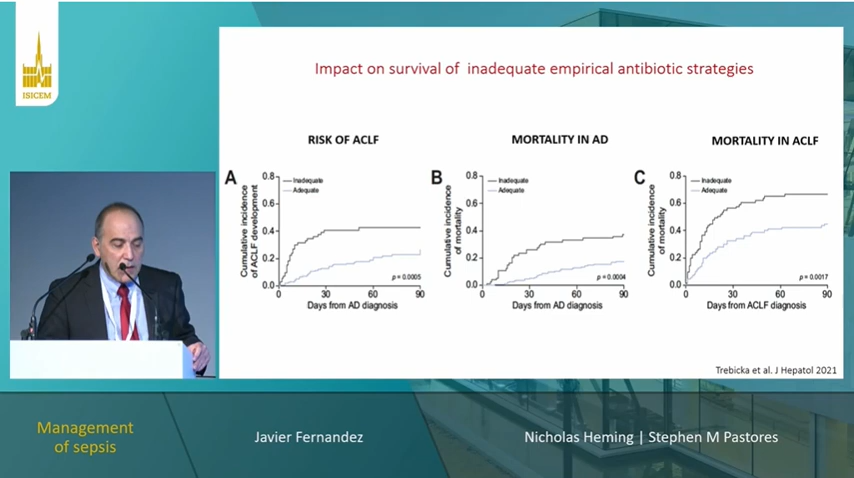 ISICEM
Impact on survival of inadequate empirical antibiotic strategies
RISK OF ACLF
MORTALITY IN AD
MORTALITY IN ACLF
A
Cumulative incidence
of ACLF development
0.8
0.6
0.4
0.2
0.0
Inadequate
Adequate
p = 0.0005
0 30 60 90
Days from AD diagnosis
B
Cumulative incidence
of mortality
0.8
0.6
0.4
0.2
0.0
Inadequate
Adequate
p = 0.0004
0 30 60 90
Days from AD diagnosis
C
Cumulative incidence
of mortality
0.8
0.6
0.4
0.2
0.0
Inadequate
Adequate
p = 0.0017
0 30 60 90
Days from ACLF diagnosis
Trebicka et al. J Hepatol 2021
Management
of sepsis
Javier Fernandez
Nicholas Heming | Stephen M Pastores